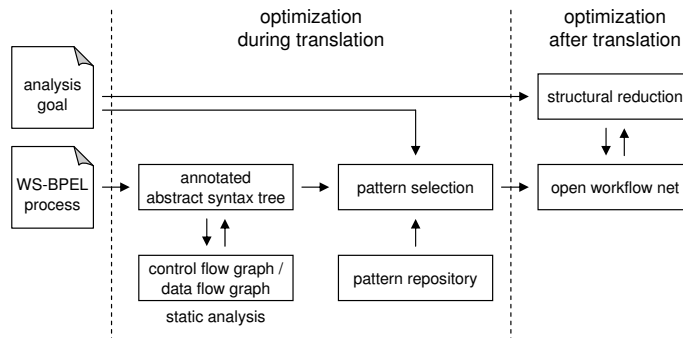 optimization
during translation
optimization
after translation
analysis
goal
structural reduction
WS-BPEL
process
annotated
abstract syntax tree
pattern selection
open workflow net
control flow graph /
data flow graph
pattern repository
static analysis